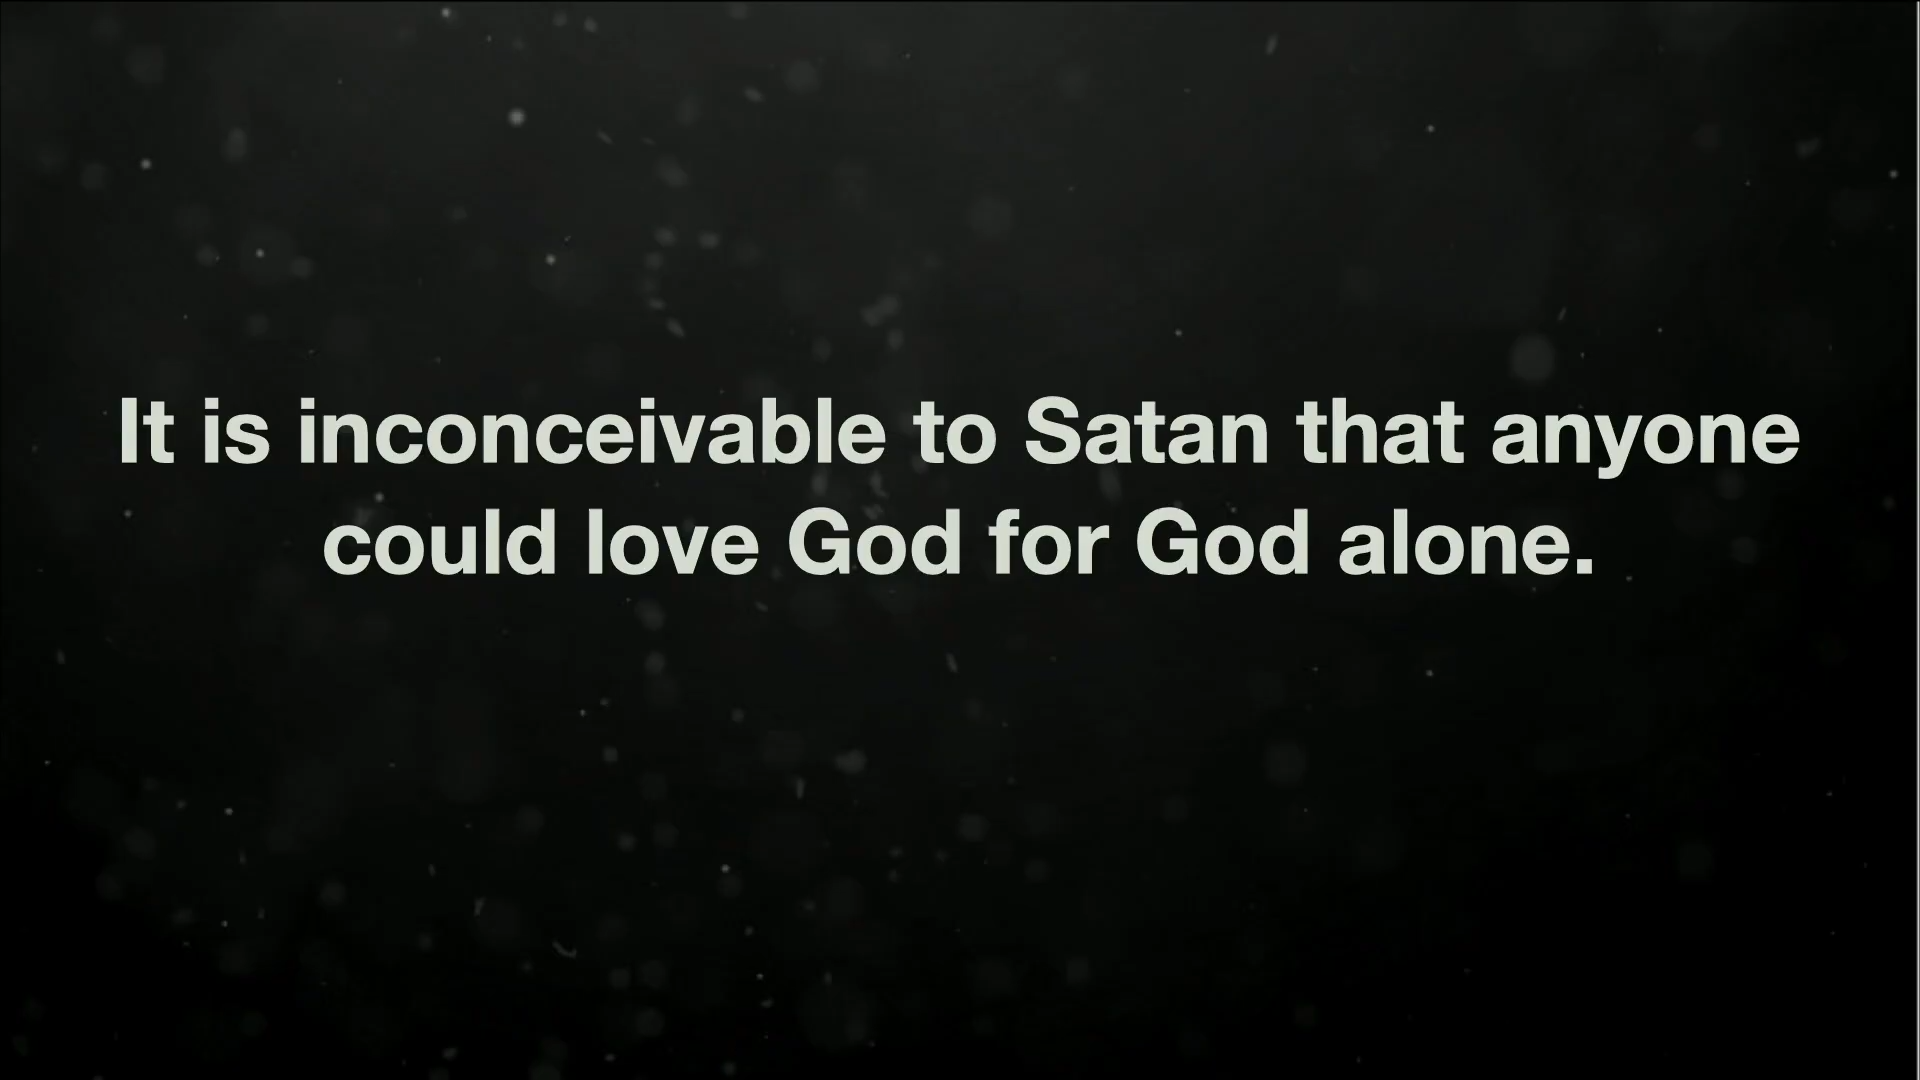 It is inconceivable to Satan that anyone
could love God for God alone.